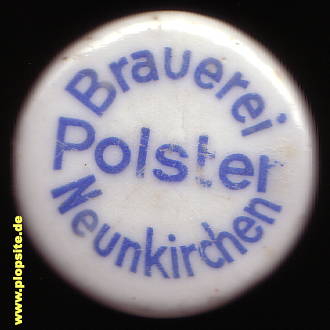 Brauerei
Polster
Neunkirchen
© www.plopsite.de